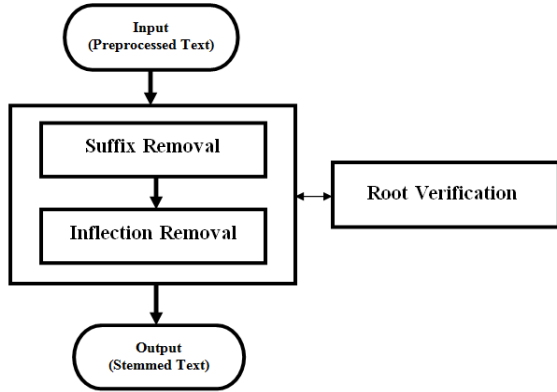 Input
(Preprocessed Text)
Suffix Removal
Root Verification
Inflection Removal
Output
(Stemmed Text)